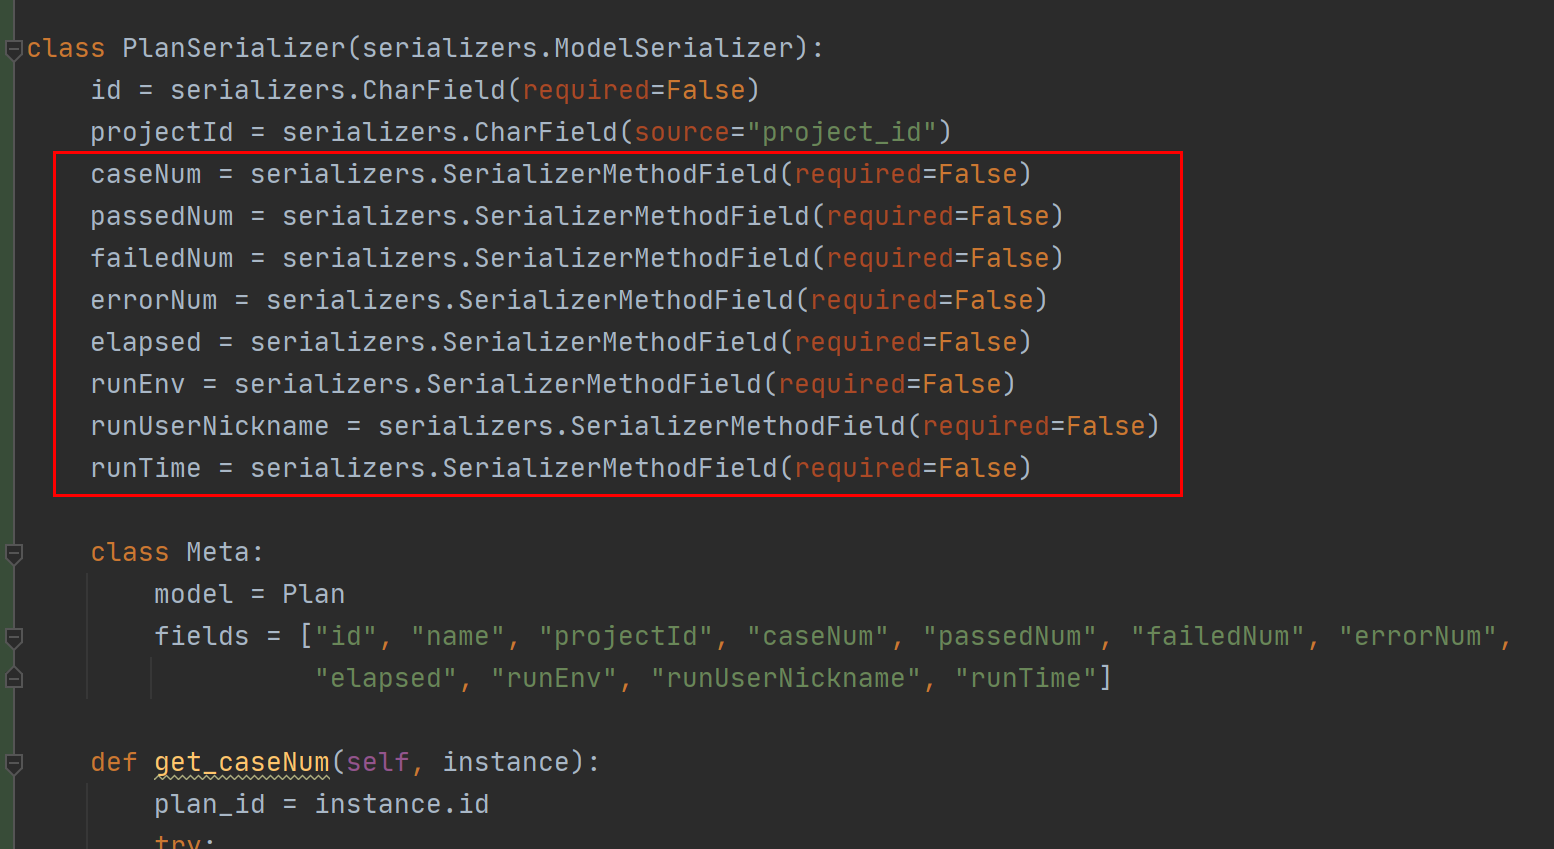 class PlanSerializer(serializers.ModelSerializer):
    id = serializers.CharField(required=False)
    projectId = serializers.CharField(source="project_id")
    caseNum = serializers.SerializerMethodField(required=False)
    passedNum = serializers.SerializerMethodField(required=False)
    failedNum = serializers.SerializerMethodField(required=False)
    errorNum = serializers.SerializerMethodField(required=False)
    elapsed = serializers.SerializerMethodField(required=False)
    runEnv = serializers.SerializerMethodField(required=False)
    runUserNickname = serializers.SerializerMethodField(required=False)
    runTime = serializers.SerializerMethodField(required=False)
    class Meta:
        model = Plan
        fields = ["id", "name", "projectId", "caseNum", "passedNum", "failedNum", "errorNum",
                  "elapsed", "runEnv", "runUserNickname", "runTime"]
    def get_caseNum(self, instance):
        plan_id = instance.id
        try: